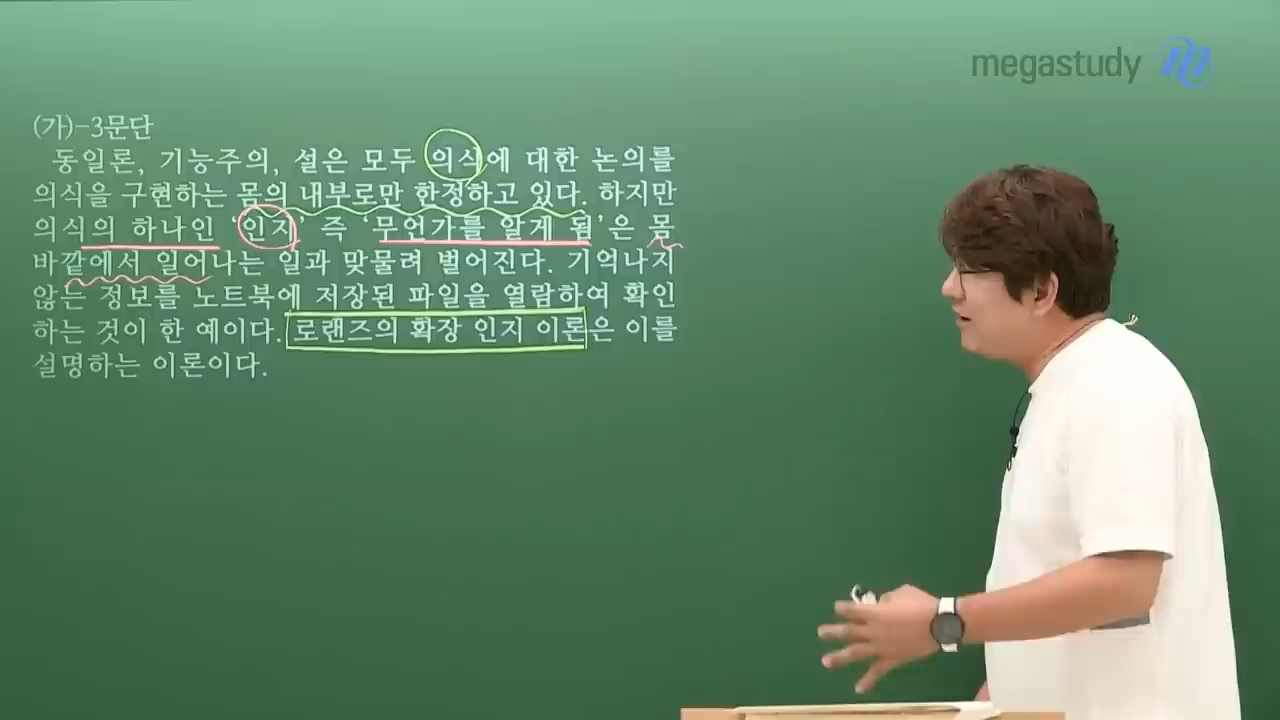 megastudy
(가)-3문단
동일론, 기능주의, 설은 모두 의식에 대한 논의를
의식을 구현하는 몸의 내부로만 한정하고 있다. 하지만
의식의 하나인 ‘인지’ 즉 ‘무언가를 알게 됨’은 몸
바깥에서 일어나는 일과 맞물려 벌어진다. 기억나지
않는 정보를 노트북에 저장된 파일을 열람하여 확인
하는 것이 한 예이다. 로랜즈의 확장 인지 이론은 이를
설명하는 이론이다.